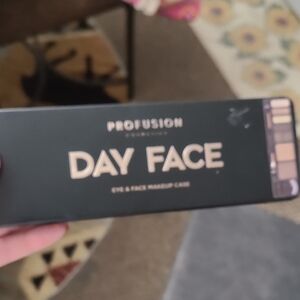 PROFUSION
COSMETICS
DAY FACE
EYE & FACE MAKEUP CASE